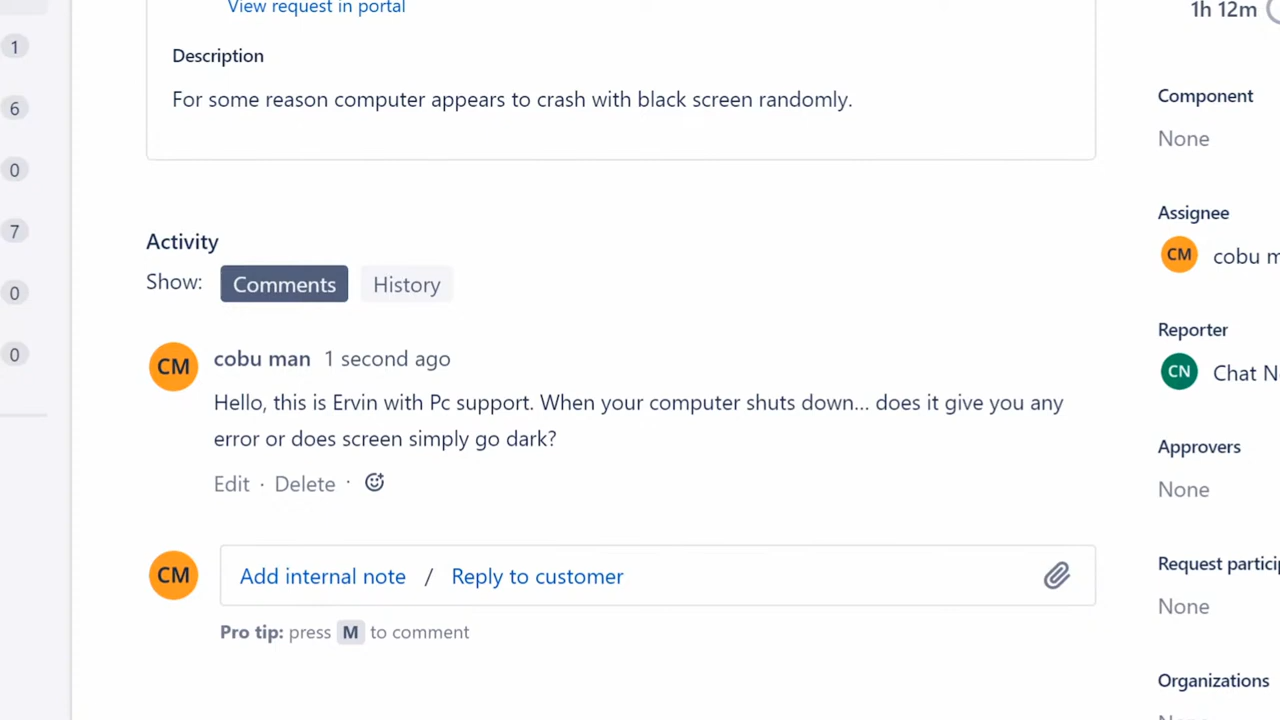 View request in portal
1h 12m
1
Description
6
For some reason computer appears to crash with black screen randomly.
Component
None
0
Assignee
7
Activity
CM cobu m
Show: Comments History
0
Reporter
0
CM cobu man 1 second ago
CN Chat N
Hello, this is Ervin with Pc support. When your computer shuts down... does it give you any
error or does screen simply go dark?
Approvers
Edit · Delete ·
None
CM Add internal note / Reply to customer
Request particip
None
Pro tip: press M to comment
Organizations